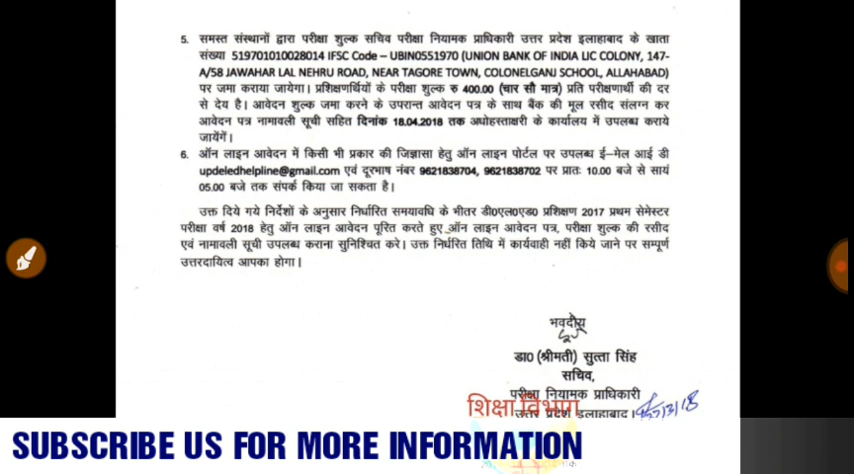 5. समस्त संस्थानों द्वारा परीक्षा शुल्क सचिव परीक्षा नियामक प्राधिकारी उत्तर प्रदेश इलाहाबाद के खाता
संख्या 519701010028014 IFSC Code – UBIN0551970 (UNION BANK OF INDIA LIC COLONY, 147-
A/58 JAWAHAR LAL NEHRU ROAD, NEAR TAGORE TOWN, COLONELGANJ SCHOOL, ALLAHABAD)
पर जमा कराया जायेगा। प्रशिक्षणर्थियों के परीक्षा शुल्क रु 400.00 (चार सौ मात्र) प्रति परीक्षणार्थी की दर
से देय है। आवेदन शुल्क जमा करने के उपरान्त आवेदन पत्र के साथ बैंक की मूल रसीद संलग्न कर
आवेदन पत्र नामावली सूची सहित दिनांक 18.04.2018 तक अधोहस्ताक्षरी के कार्यालय में उपलब्ध कराये
जायेंगें।
6. ऑन लाइन आवेदन में किसी भी प्रकार की जिज्ञासा हेतु ऑन लाइन पोर्टल पर उपलब्ध ई-मेल आई डी
updeledhelpline@gmail.com एवं दूरभाष नंबर 9621838704, 9621838702 पर प्रातः 10.00 बजे से सायं
05.00 बजे तक संपर्क किया जा सकता है।
उक्त दिये गये निर्देशों के अनुसार निर्धारित समयावधि के भीतर डी0एल0एड0 प्रशिक्षण 2017 प्रथम सेमेस्टर
परीक्षा वर्ष 2018 हेतु ऑन लाइन आवेदन पूरित करते हुए ऑन लाइन आवेदन पत्र, परीक्षा शुल्क की रसीद
एवं नामावली सूची उपलब्ध कराना सुनिश्चित करे। उक्त निर्धारित तिथि में कार्यवाही नहीं किये जाने पर सम्पूर्ण
उत्तरदायित्व आपका होगा।
भवदीय
डा0 (श्रीमती) सुत्ता सिंह
सचिव,
परीक्षा नियामक प्राधिकारी
शिक्षा विभाग
उत्तर प्रदेश इलाहाबाद।
SUBSCRIBE US FOR MORE INFORMATION